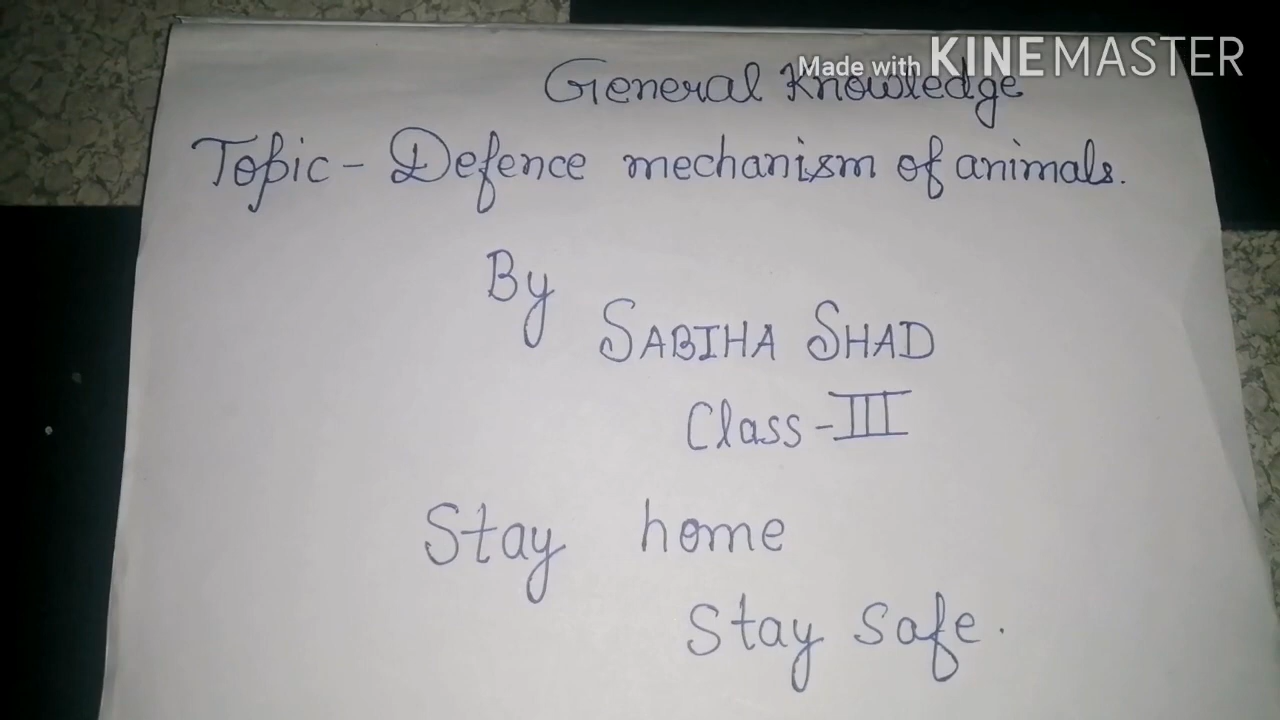 Made with KINEMASTER
General Knowledge
Topic - Defence mechanism of animals.
By
SABIHA SHAD
Class - III
Stay home
Stay safe.